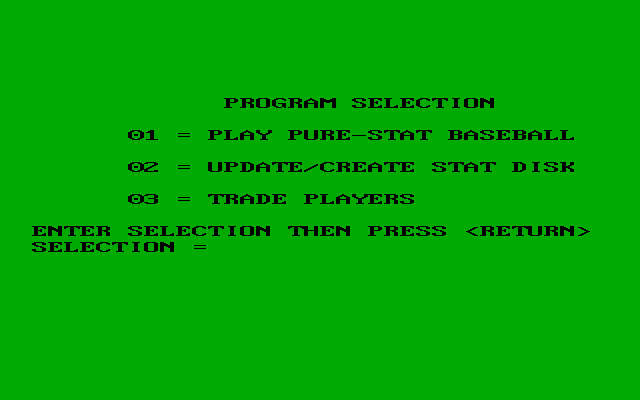 PROGRAM SELECTION
01 = PLAY PURE-STAT BASEBALL
02 = UPDATE/CREATE STAT DISK
03 = TRADE PLAYERS
ENTER SELECTION THEN PRESS <RETURN>
SELECTION =